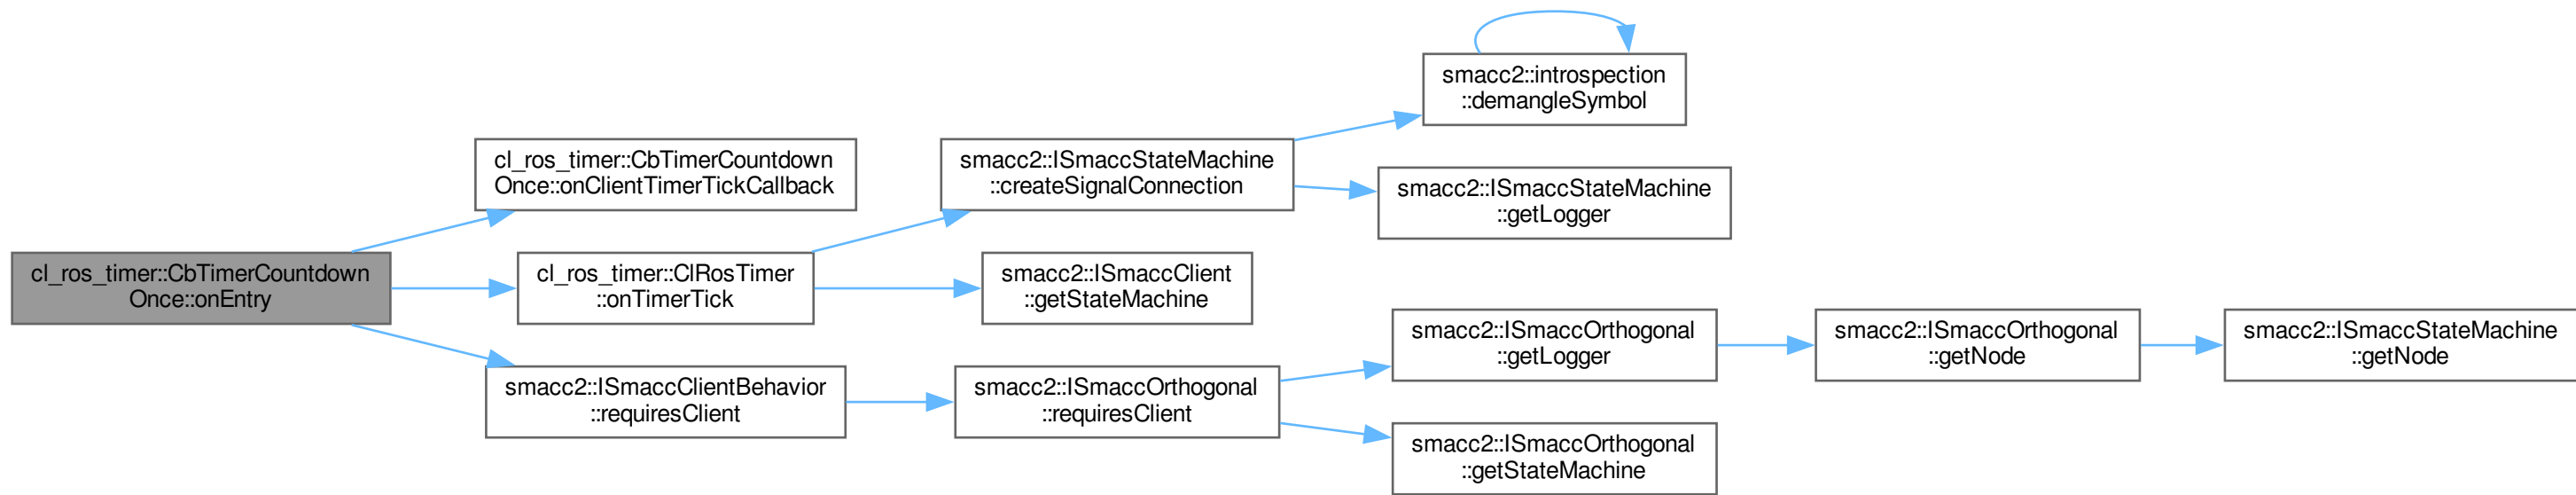 cl_ros_timer::CbTimerCountdown
Once::onEntry
cl_ros_timer::CbTimerCountdown
Once::onClientTimerTickCallback
cl_ros_timer::ClRosTimer
::onTimerTick
smacc2::ISmaccStateMachine
::createSignalConnection
smacc2::introspection
::demangleSymbol
smacc2::ISmaccStateMachine
::getLogger
smacc2::ISmaccClient
::getStateMachine
smacc2::ISmaccClientBehavior
::requiresClient
smacc2::ISmaccOrthogonal
::requiresClient
smacc2::ISmaccOrthogonal
::getLogger
smacc2::ISmaccOrthogonal
::getNode
smacc2::ISmaccStateMachine
::getNode
smacc2::ISmaccOrthogonal
::getStateMachine